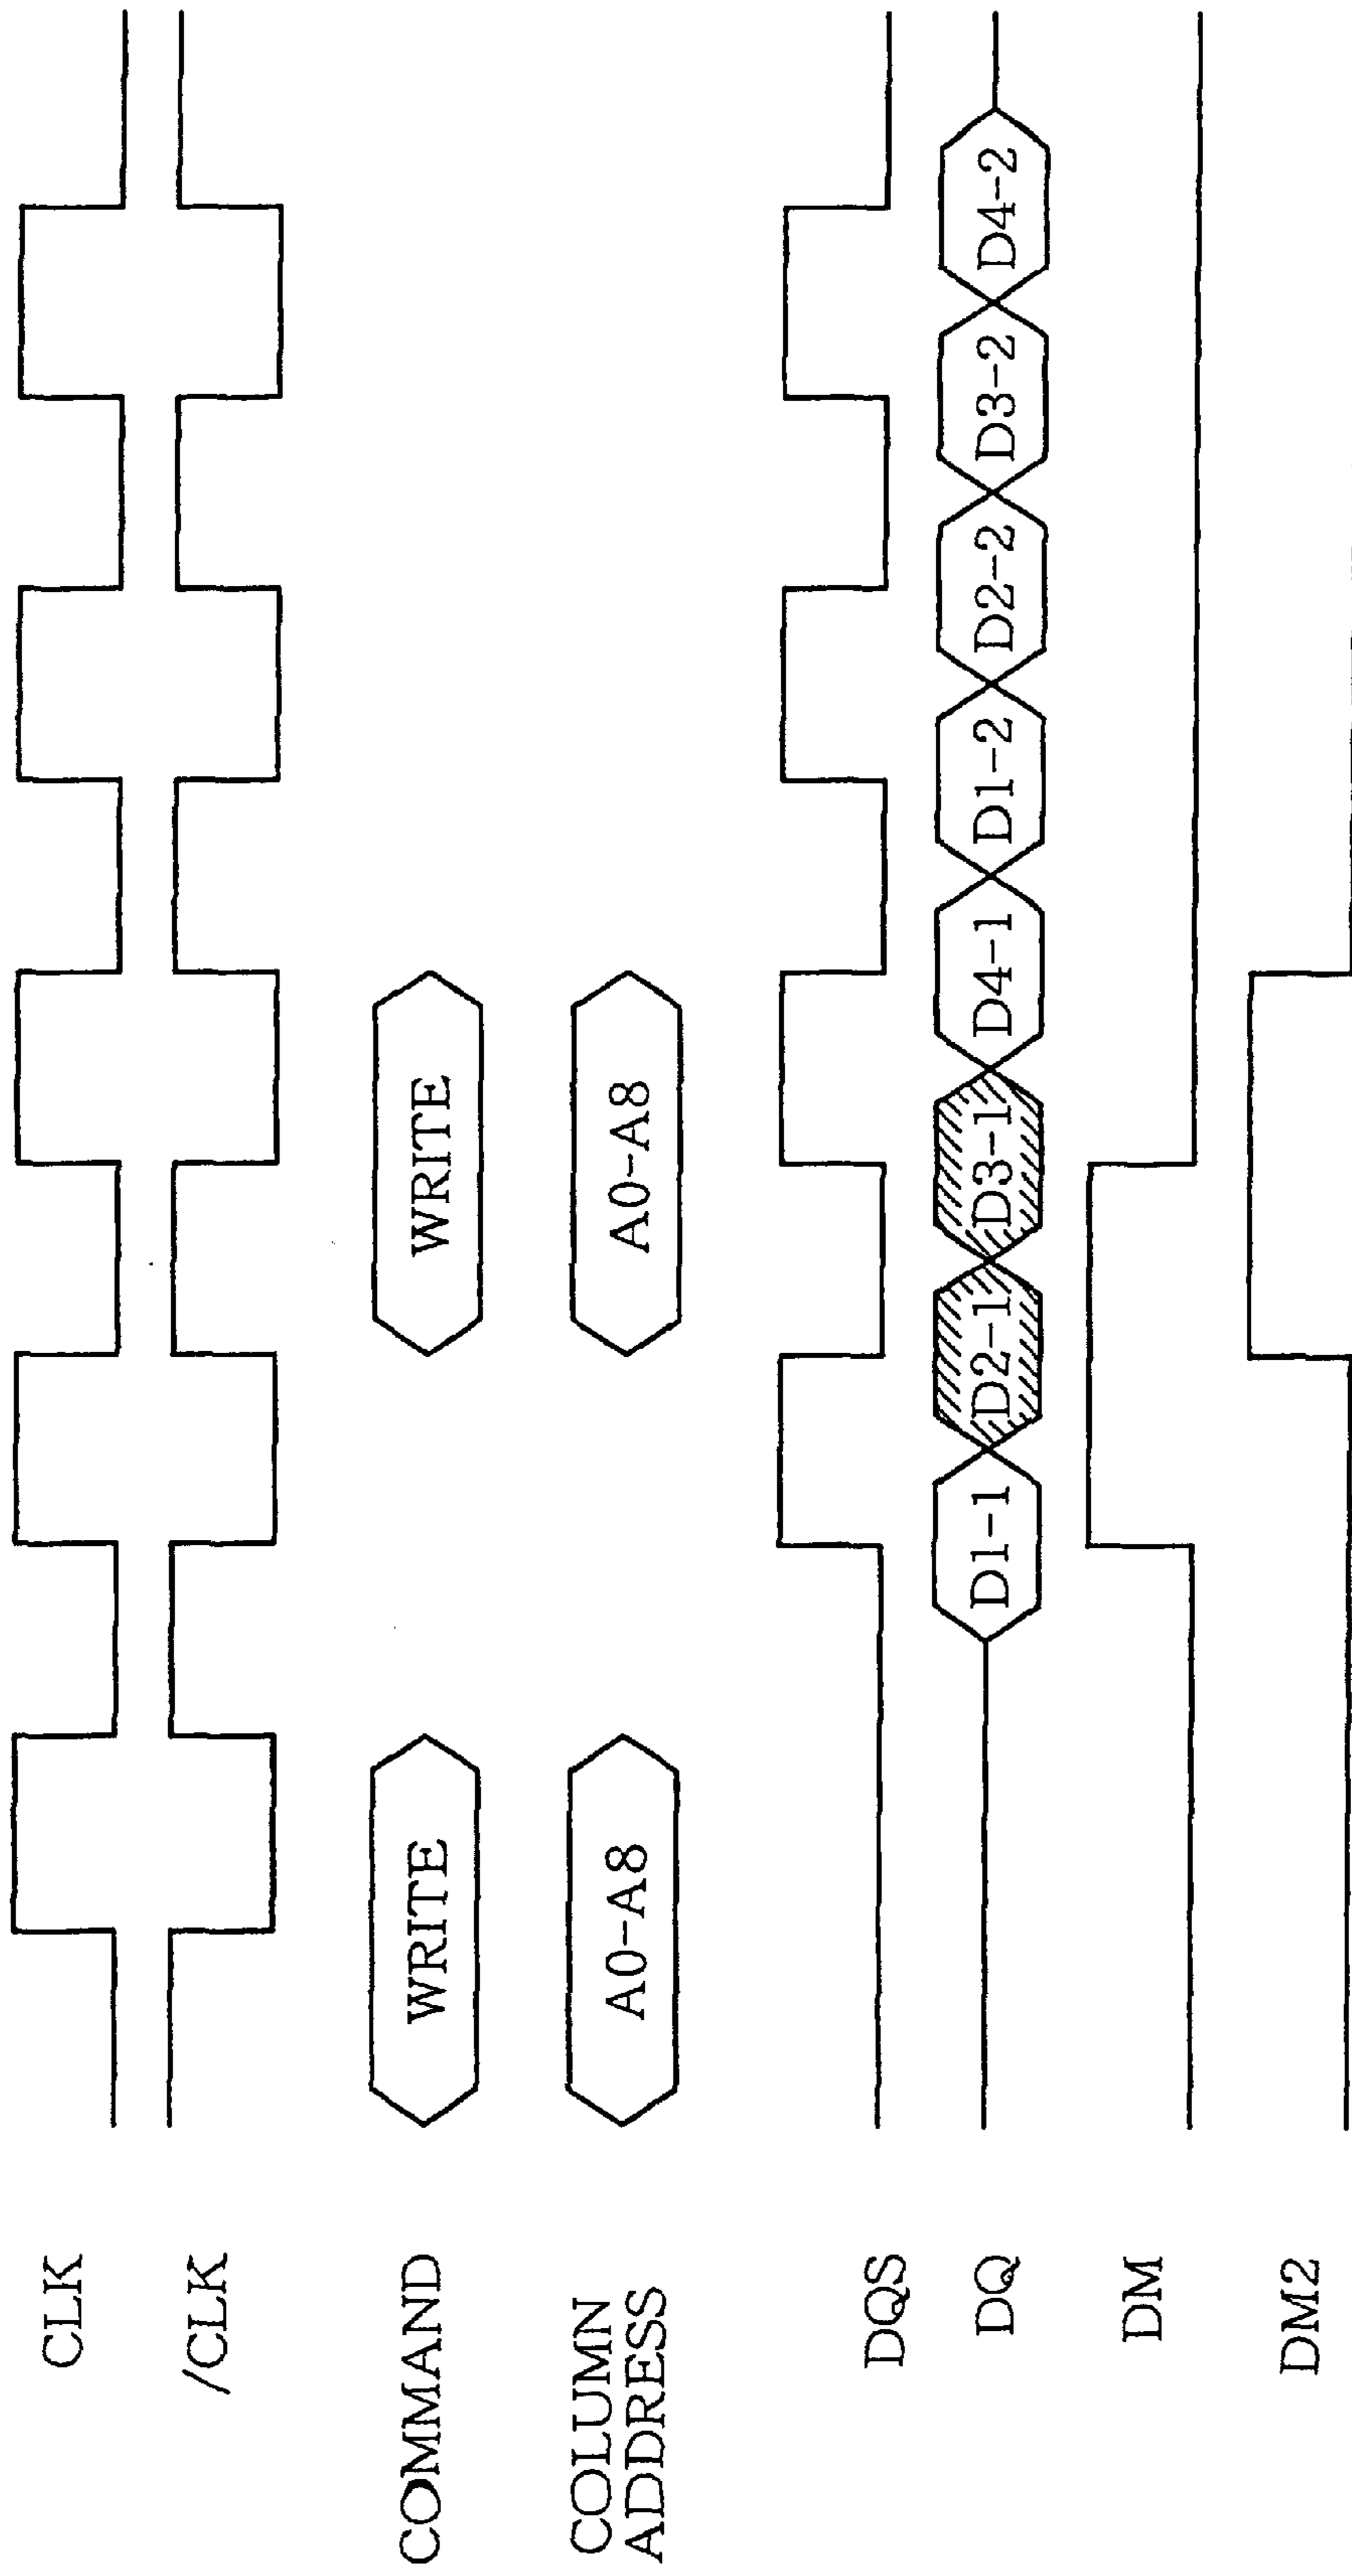 CLK
/CLK
COMMAND
WRITE
WRITE
COLUMN
ADDRESS
A0-A8
A0-A8
DQS
DQ
D1-1
D2-1
D3-1
D4-1
D1-2
D2-2
D3-2
D4-2
DM
DM2